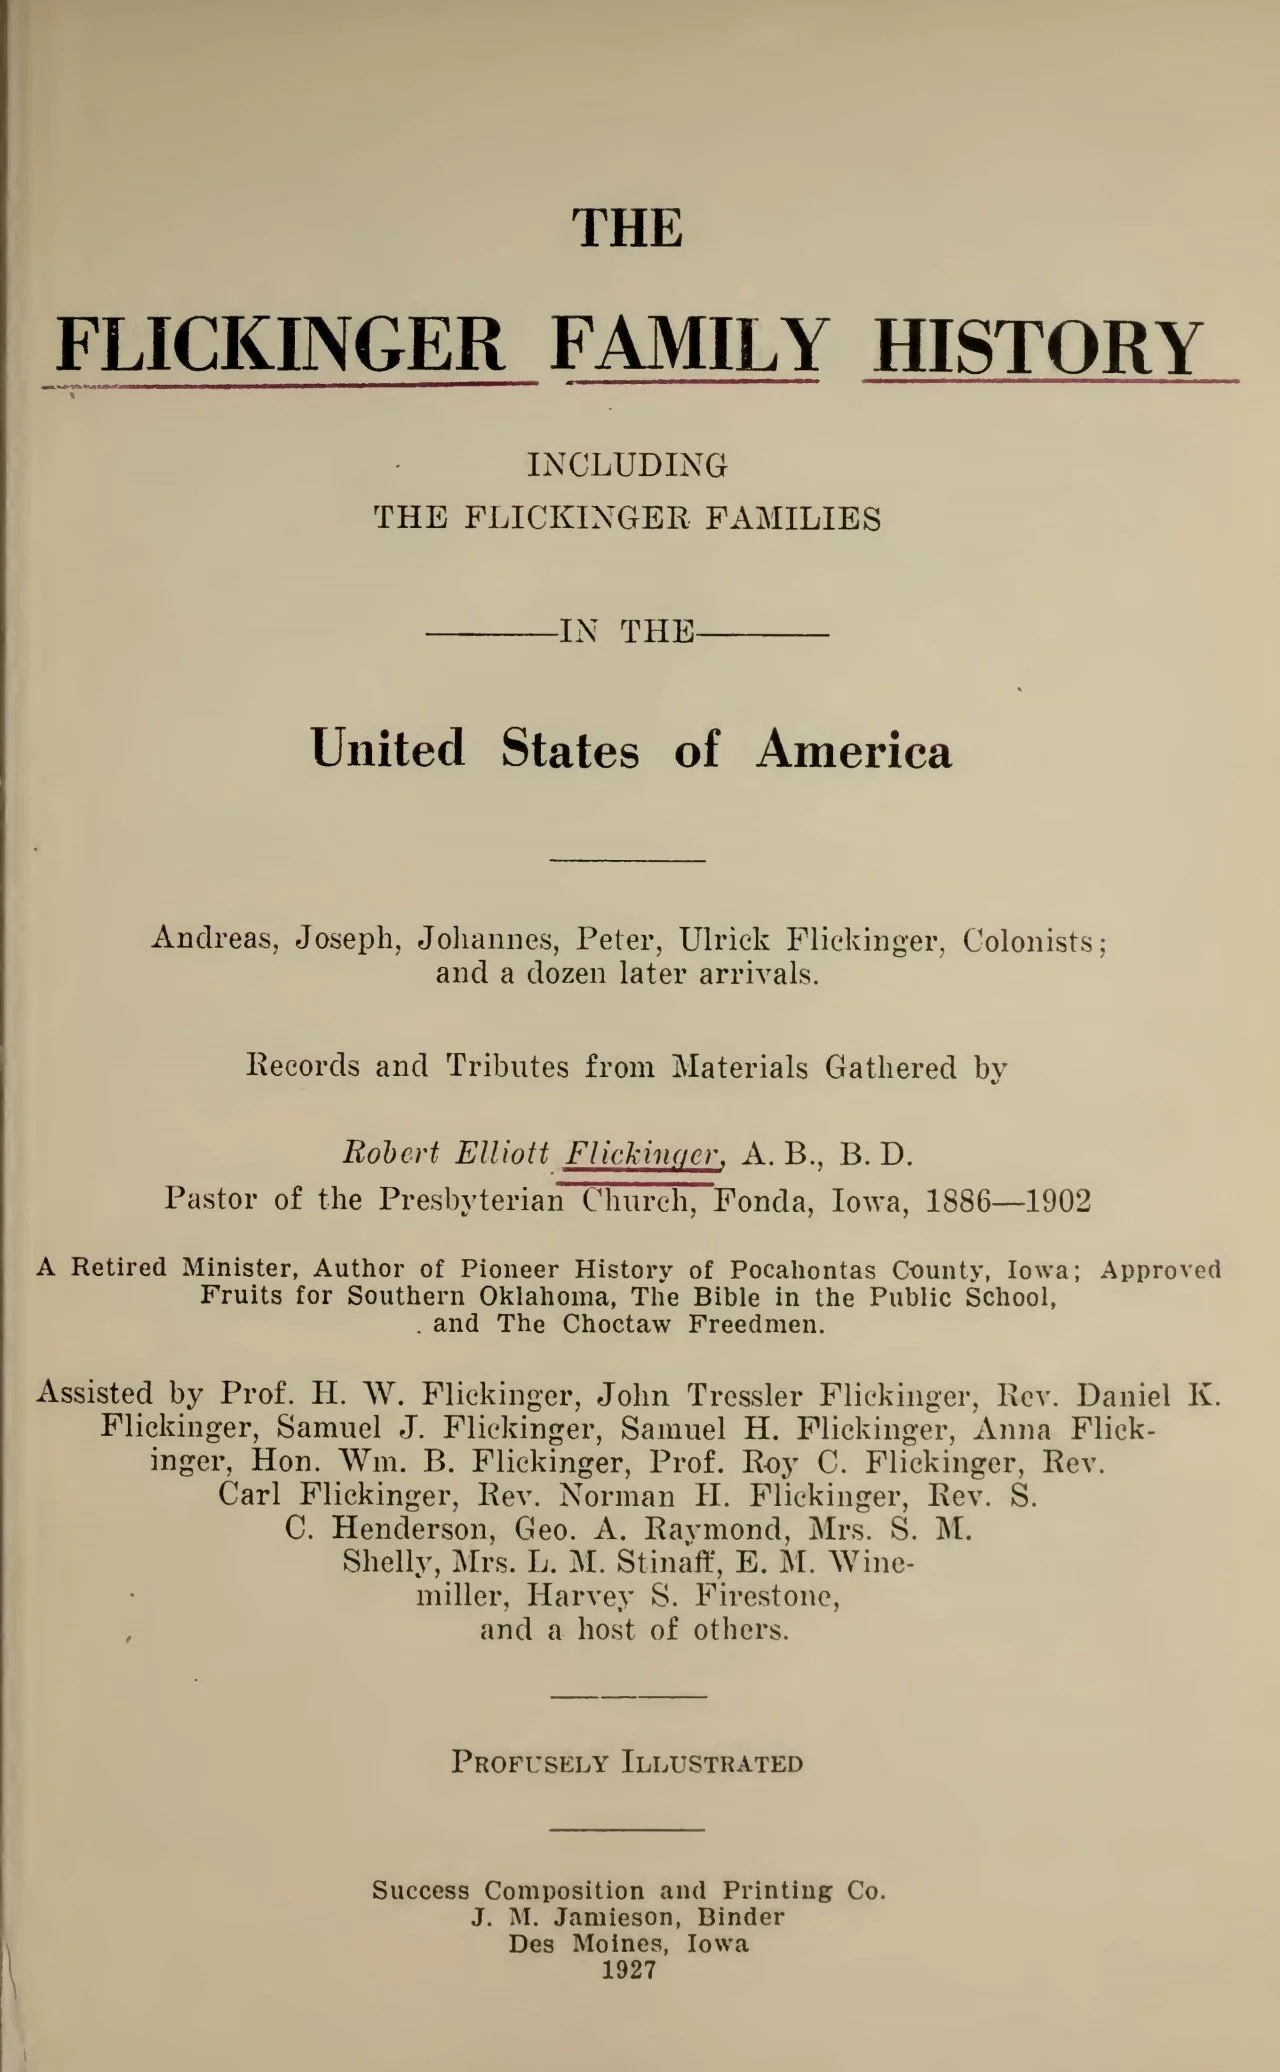 THE
FLICKINGER FAMILY HISTORY
INCLUDING
THE FLICKINGER FAMILIES
IN THE
United States of America
Andreas, Joseph, Johannes, Peter, Ulrick Flickinger, Colonists;
and a dozen later arrivals.
Records and Tributes from Materials Gathered by
Robert Elliott Flickinger, A. B., B. D.
Pastor of the Presbyterian Church, Fonda, Iowa, 1886—1902
A Retired Minister, Author of Pioneer History of Pocahontas County, Iowa; Approved
Fruits for Southern Oklahoma, The Bible in the Public School,
and The Choctaw Freedmen.
Assisted by Prof. H. W. Flickinger, John Tressler Flickinger, Rev. Daniel K.
Flickinger, Samuel J. Flickinger, Samuel H. Flickinger, Anna Flick-
inger, Hon. Wm. B. Flickinger, Prof. Roy C. Flickinger, Rev.
Carl Flickinger, Rev. Norman H. Flickinger, Rev. S.
C. Henderson, Geo. A. Raymond, Mrs. S. M.
Shelly, Mrs. L. M. Stinaff, E. M. Wine-
miller, Harvey S. Firestone,
and a host of others.
PROFUSELY ILLUSTRATED
Success Composition and Printing Co.
J. M. Jamieson, Binder
Des Moines, Iowa
1927